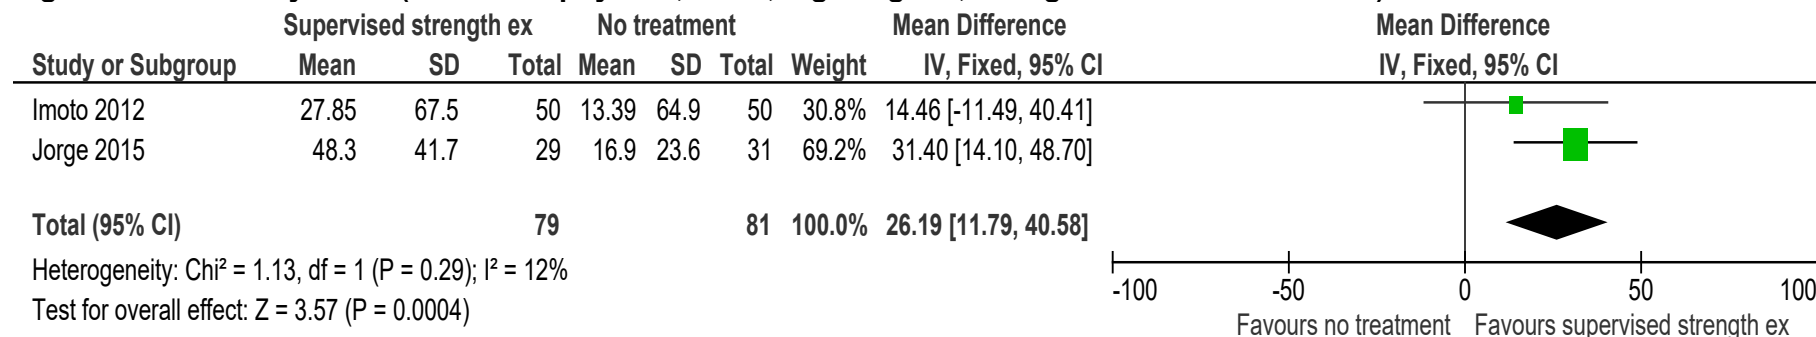 Supervised strength ex No treatment Mean Difference Mean Difference
Study or Subgroup Mean SD Total Mean SD Total Weight IV, Fixed, 95% CI IV, Fixed, 95% CI
Imoto 2012 27.85 67.5 50 13.39 64.9 50 30.8% 14.46 [-11.49, 40.41]
Jorge 2015 48.3 41.7 29 16.9 23.6 31 69.2% 31.40 [14.10, 48.70]
Total (95% CI) 79 81 100.0% 26.19 [11.79, 40.58]
Heterogeneity: Chi² = 1.13, df = 1 (P = 0.29); I² = 12%
Test for overall effect: Z = 3.57 (P = 0.0004)
-100 -50 0 50 100
Favours no treatment Favours supervised strength ex